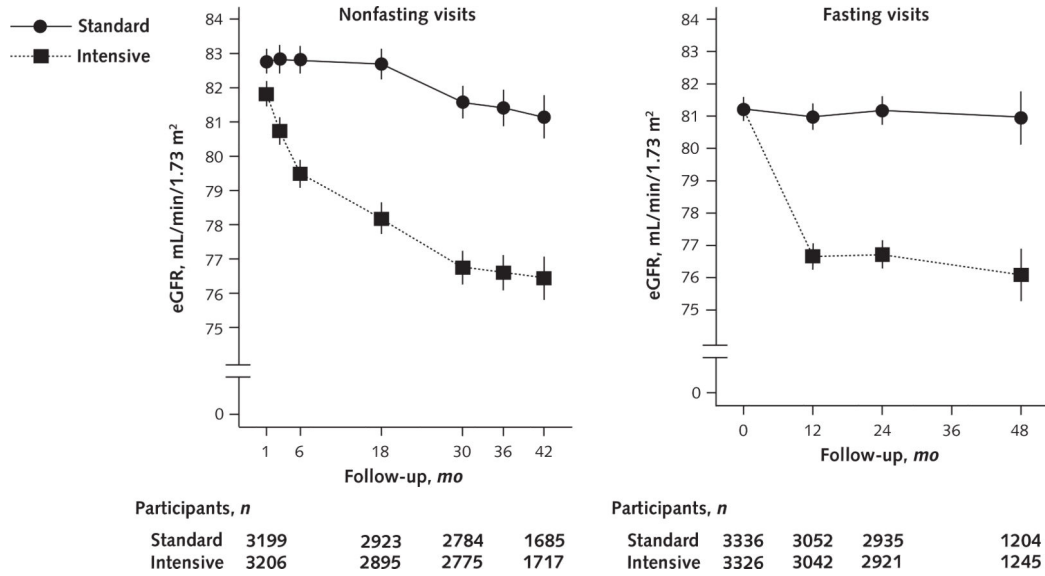 Standard
Intensive
Nonfasting visits
eGFR, mL/min/1.73 m²
84
83
82
81
80
79
78
77
76
75
0
1 6 18 30 36 42
Follow-up, mo
Participants, n
Standard 3199 2923 2784 1685
Intensive 3206 2895 2775 1717
Fasting visits
eGFR, mL/min/1.73 m²
84
83
82
81
80
79
78
77
76
75
0
0 12 24 36 48
Follow-up, mo
Participants, n
Standard 3336 3052 2935 1204
Intensive 3326 3042 2921 1245